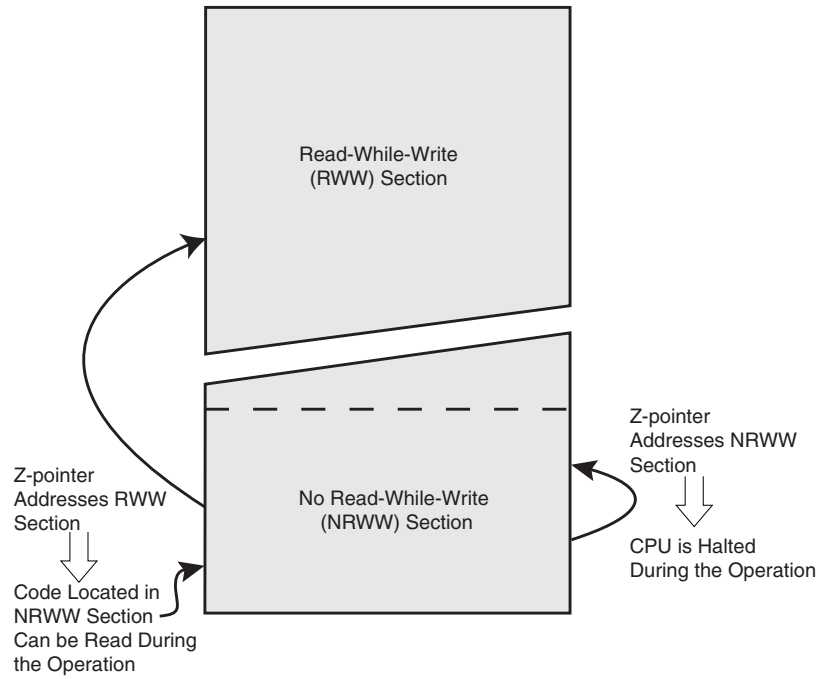 Read-While-Write
(RWW) Section
Z-pointer
Addresses NRWW
Section
Z-pointer
Addresses RWW
Section
No Read-While-Write
(NRWW) Section
CPU is Halted
During the Operation
Code Located in
NRWW Section
Can be Read During
the Operation